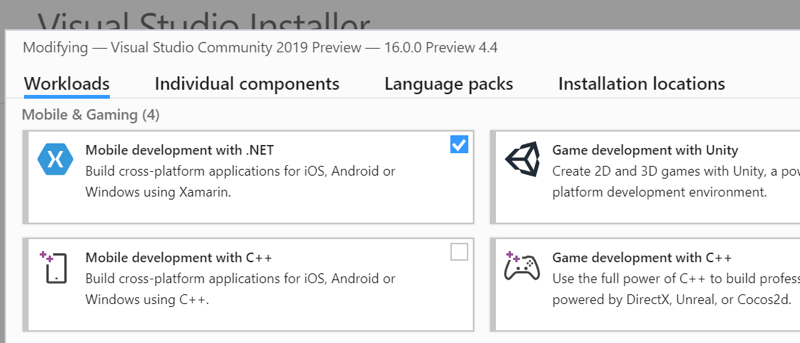 Visual Studio Installer
Modifying — Visual Studio Community 2019 Preview — 16.0.0 Preview 4.4
Workloads Individual components Language packs Installation locations
Mobile & Gaming (4)
Mobile development with .NET
Build cross-platform applications for iOS, Android or
Windows using Xamarin.
Game development with Unity
Create 2D and 3D games with Unity, a
platform development environment.
Mobile development with C++
Build cross-platform applications for iOS, Android or
Windows using C++.
Game development with C++
Use the full power of C++ to build
powered by DirectX, Unreal, or Cocos2d.